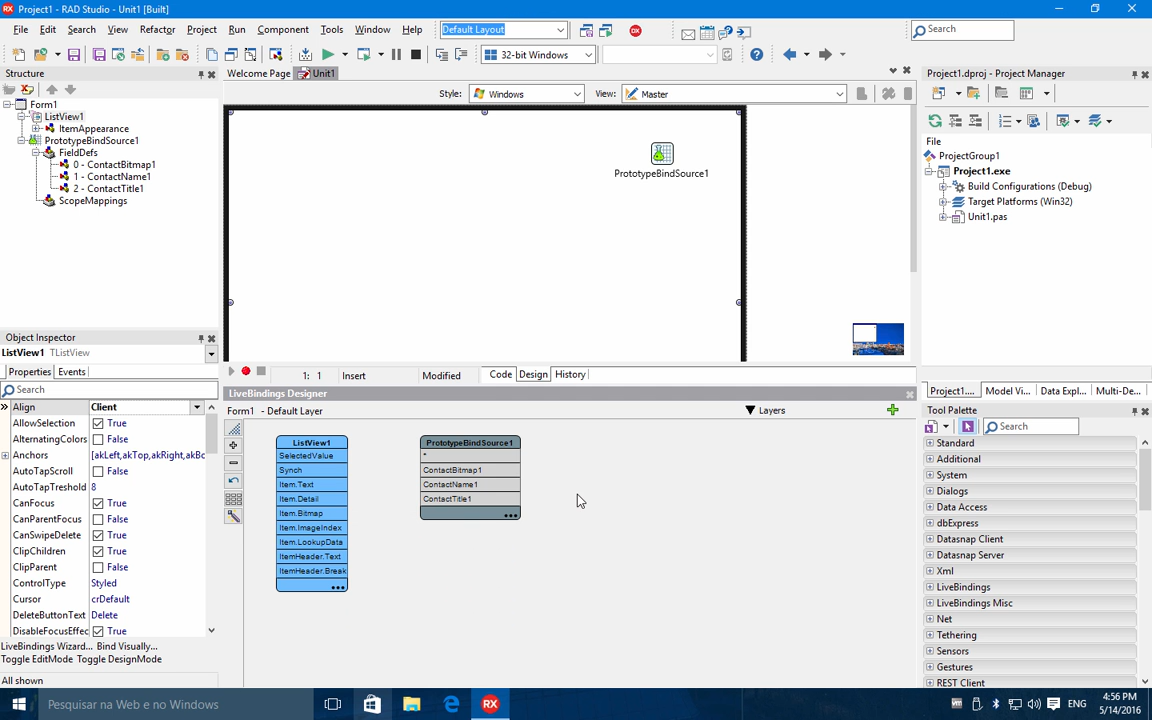 Project1 - RAD Studio - Unit1 [Built]
File Edit Search View Refactor Project Run Component Tools Window Help
Default Layout
Search
32-bit Windows
Structure
Form1
ListView1
ItemAppearance
PrototypeBindSource1
FieldDefs
0 - ContactBitmap1
1 - ContactName1
2 - ContactTitle1
ScopeMappings
Welcome Page
Unit1
Style:
Windows
View:
Master
PrototypeBindSource1
1: 1
Insert
Modified
Code
Design
History
Object Inspector
ListView1 TListView
Properties
Events
Search
Align Client
AllowSelection True
AlternatingColors False
Anchors [akLeft,akTop,akRight,akBo
AutoTapScroll False
AutoTapTreshold 8
CanFocus True
CanParentFocus False
CanSwipeDelete True
ClipChildren True
ClipParent False
ControlType Styled
Cursor crDefault
DeleteButtonText Delete
DisableFocusEffec True
LiveBindings Wizard... Bind Visually...
Toggle EditMode Toggle DesignMode
All shown
LiveBindings Designer
Form1 - Default Layer
Layers
ListView1
SelectedValue
Synch
Item.Text
Item.Detail
Item.Bitmap
Item.ImageIndex
Item.LookupData
ItemHeader.Text
ItemHeader.Break
PrototypeBindSource1
*
ContactBitmap1
ContactName1
ContactTitle1
Project1.dproj - Project Manager
File
ProjectGroup1
Project1.exe
Build Configurations (Debug)
Target Platforms (Win32)
Unit1.pas
Project1....
Model Vi...
Data Expl...
Multi-De...
Tool Palette
Search
Standard
Additional
System
Dialogs
Data Access
dbExpress
Datasnap Client
Datasnap Server
Xml
LiveBindings
LiveBindings Misc
Net
Tethering
Sensors
Gestures
REST Client
Pesquisar na Web e no Windows
RX
ENG
4:56 PM
5/14/2016